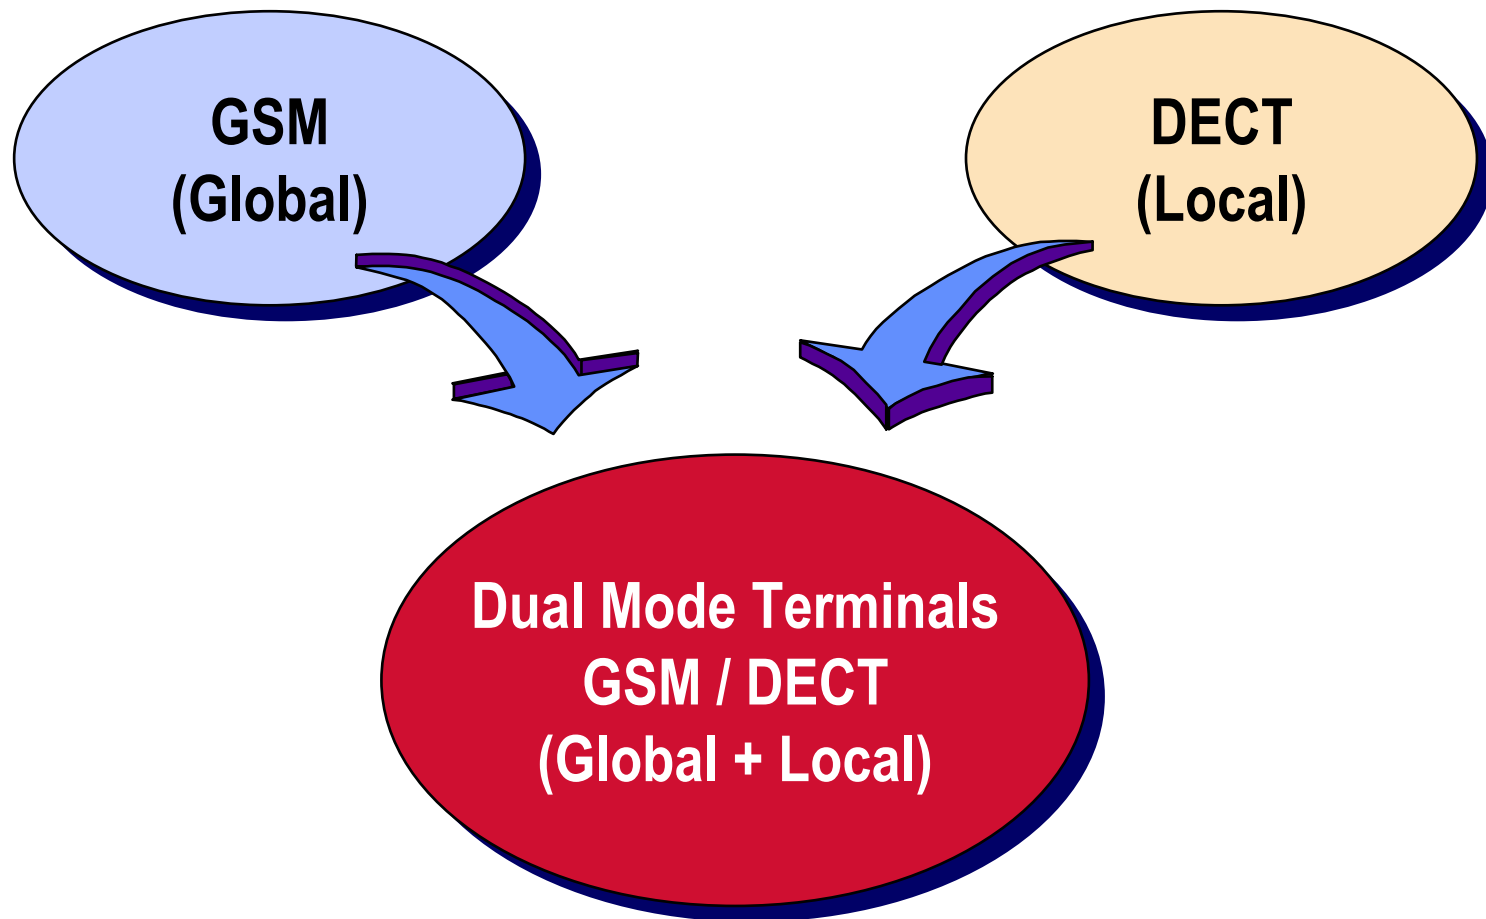 GSM
(Global)
DECT
(Local)
Dual Mode Terminals
GSM / DECT
(Global + Local)